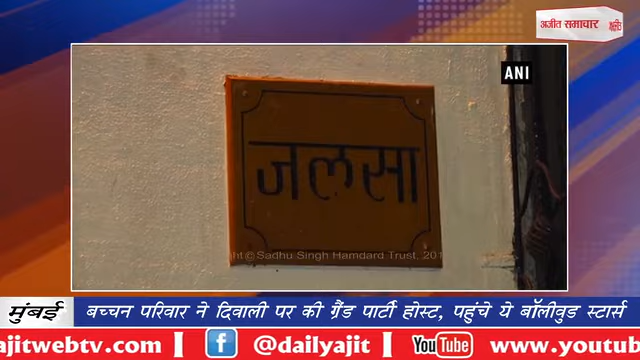 अजीत समाचार
ANI
जलसा
ht © Sadhu Singh Hamdard Trust, 201
मुंबई बच्चन परिवार ने दिवाली पर की ग्रैंड पार्टी होस्ट, पहुंचे ये बॉलीवुड स्टार्स
ajitwebtv.com f @dailyajit YouTube www.youtub